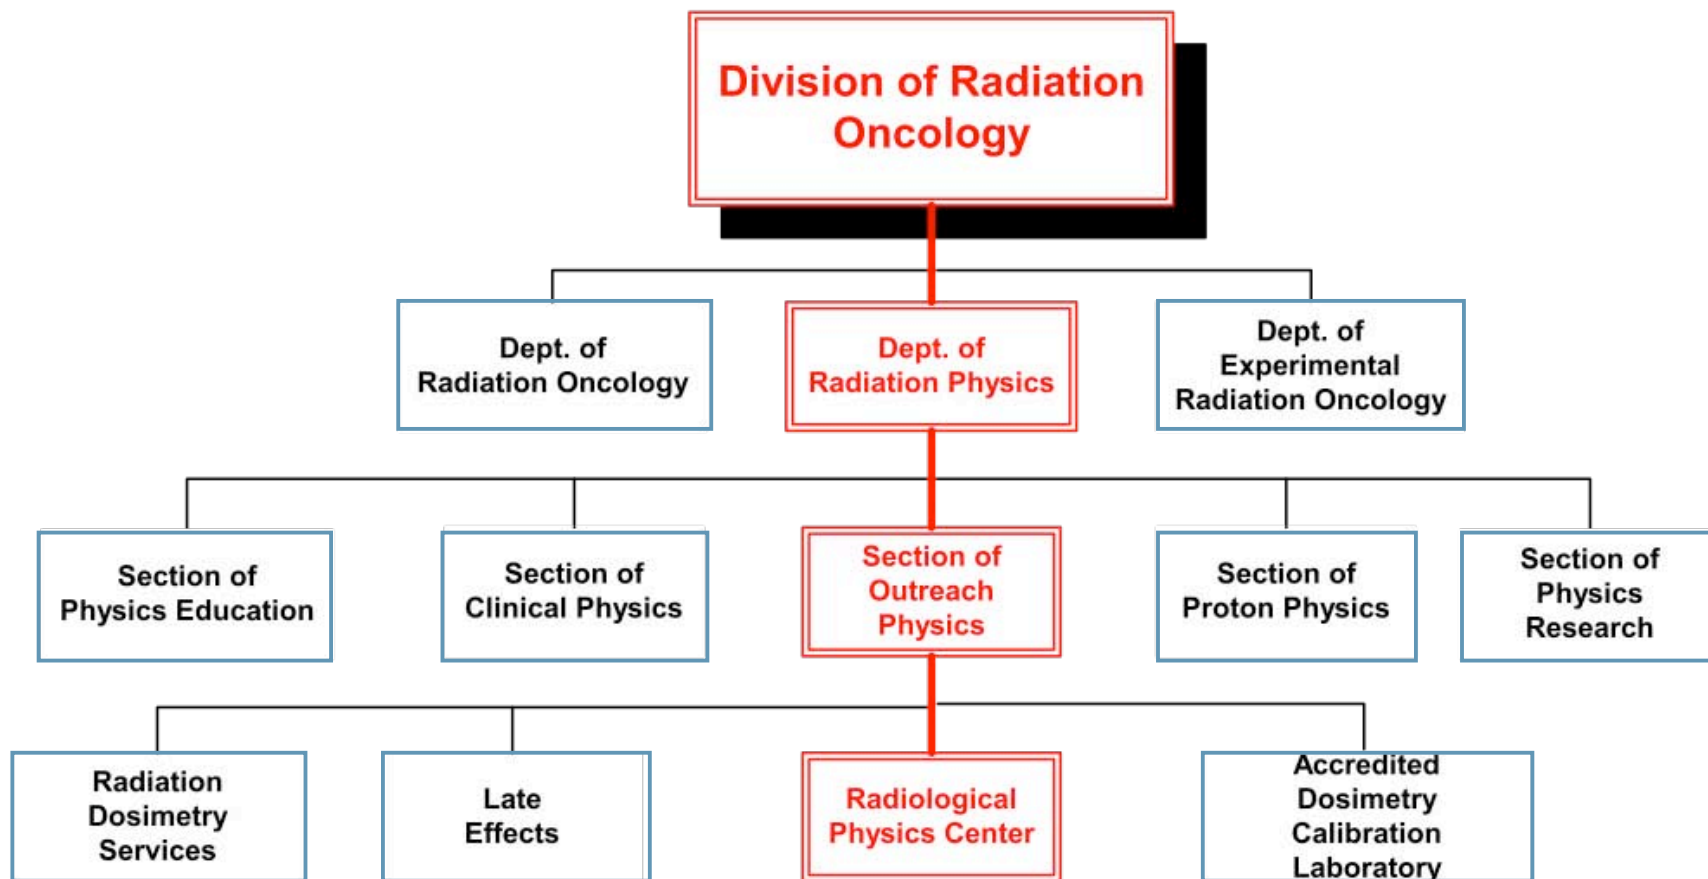 Division of Radiation
Oncology
Dept. of
Radiation Oncology
Dept. of
Radiation Physics
Dept. of
Experimental
Radiation Oncology
Section of
Physics Education
Section of
Clinical Physics
Section of
Outreach
Physics
Section of
Proton Physics
Section of
Physics
Research
Radiation
Dosimetry
Services
Late
Effects
Radiological
Physics Center
Accredited
Dosimetry
Calibration
Laboratory